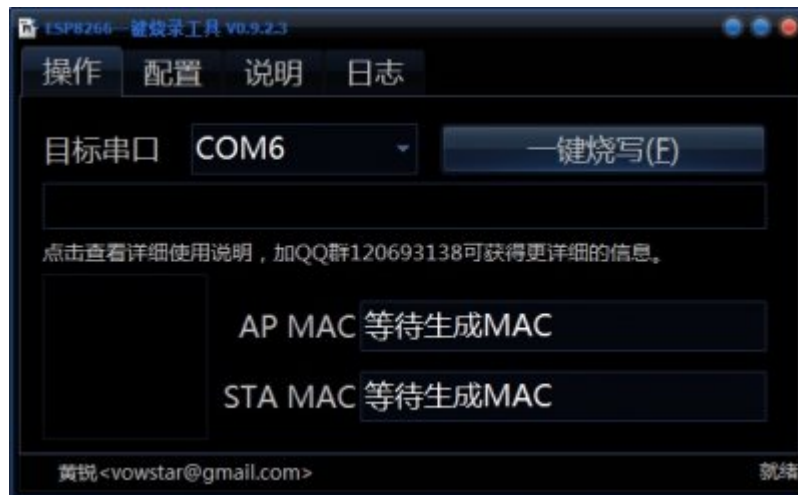 ESP8266一键烧录工具 V0.9.2.3
操作 配置 说明 日志
目标串口 COM6 一键烧写(F)
点击查看详细使用说明，加QQ群120693138可获得更详细的信息。
AP MAC 等待生成MAC
STA MAC 等待生成MAC
黄锐<vowstar@gmail.com> 就绪